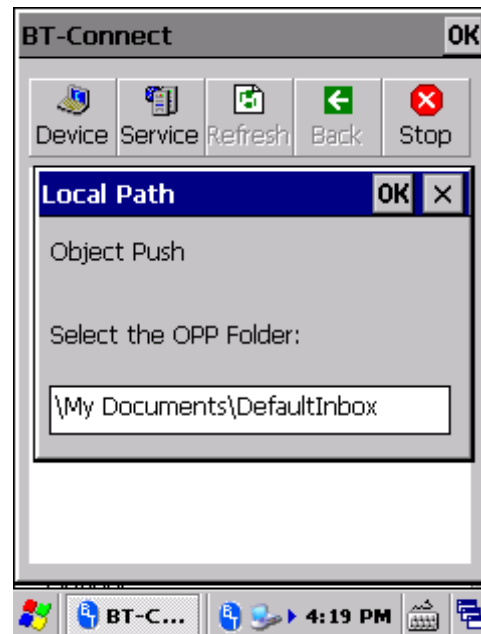 BT-Connect OK
Device Service Refresh Back Stop
Local Path OK
Object Push
Select the OPP Folder:
\My Documents\DefaultInbox
BT-C... 4:19 PM